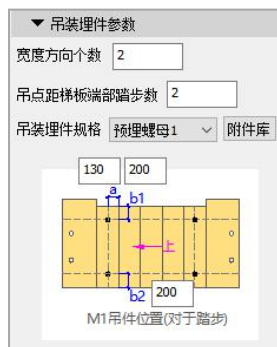 ▼ 吊装埋件参数
宽度方向个数 2
吊点距梯板端部踏步数 2
吊装埋件规格 预埋螺母1 附件库
130 200
a b1
上
b2 200
M1吊件位置(对于踏步)